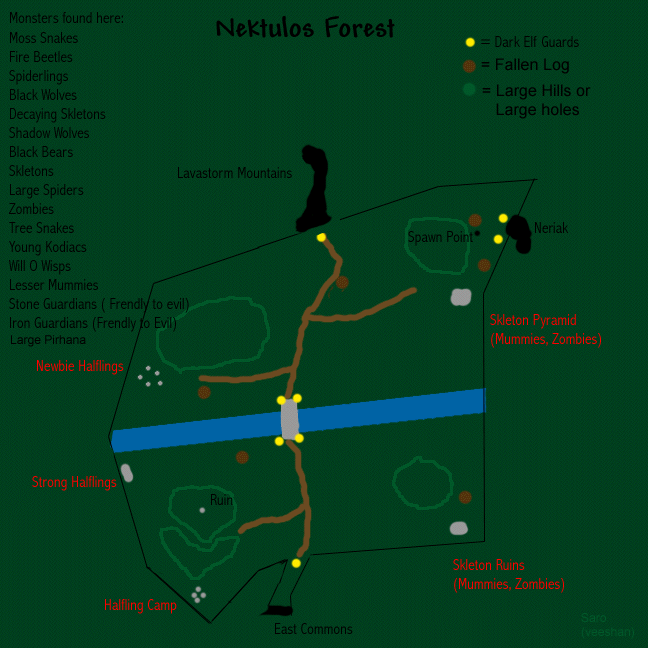 Monsters found here:
Moss Snakes
Fire Beetles
Spiderlings
Black Wolves
Decaying Skletons
Shadow Wolves
Black Bears
Skletons
Large Spiders
Zombies
Tree Snakes
Young Kodiacs
Will O Wisps
Lesser Mummies
Stone Guardians ( Frendly to evil)
Iron Guardians (Frendly to Evil)
Large Pirhana
Nektulos Forest
= Dark Elf Guards
= Fallen Log
= Large Hills or
Large holes
Lavastorm Mountains
Spawn Point
Neriak
Skleton Pyramid
(Mummies, Zombies)
Newbie Halflings
Strong Halflings
Ruin
Skleton Ruins
(Mummies, Zombies)
Halfling Camp
East Commons
Saro
(veeshan)